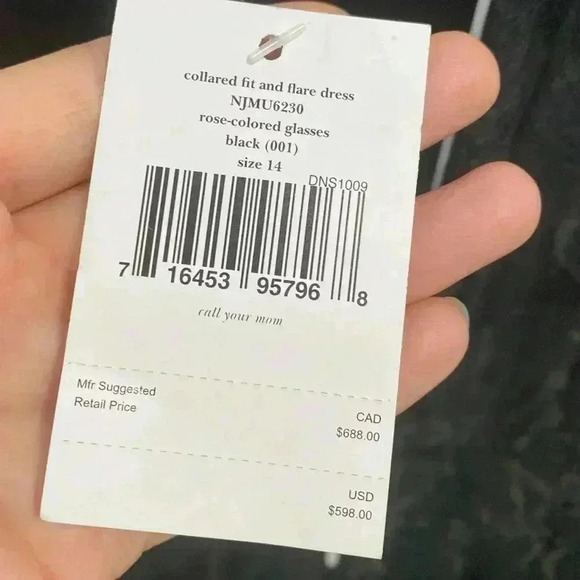 collared fit and flare dress
NJMU6230
rose-colored glasses
black (001)
size 14
DNS1009
7 16453 95796 8
call your mom
Mfr Suggested
Retail Price
CAD
$688.00
USD
$598.00